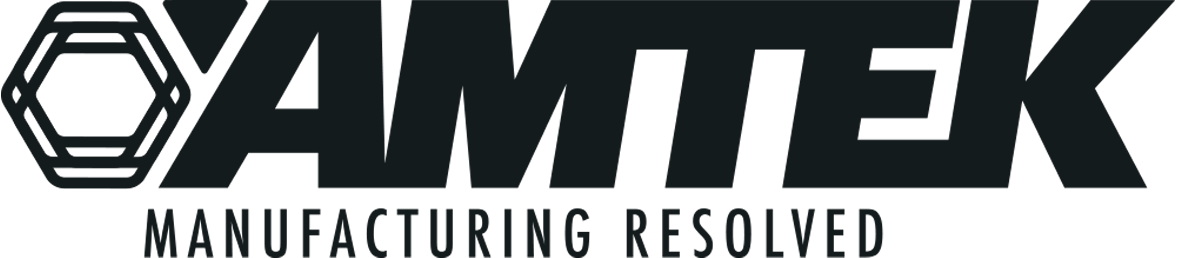 AMTEK
MANUFACTURING RESOLVED